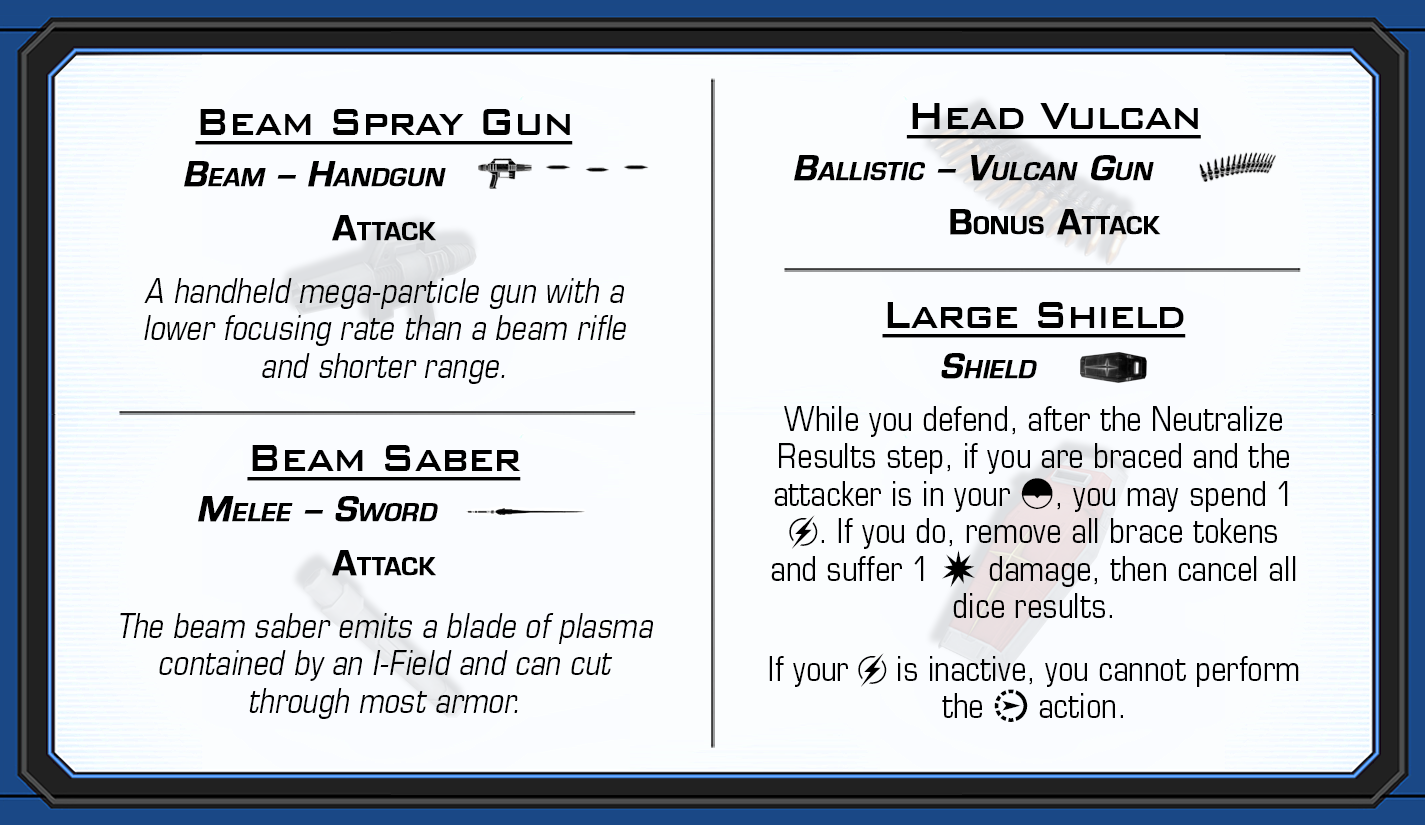 Beam Spray Gun
Beam – Handgun
Attack
A handheld mega-particle gun with a
lower focusing rate than a beam rifle
and shorter range.
Beam Saber
Melee – Sword
Attack
The beam saber emits a blade of plasma
contained by an I-Field and can cut
through most armor.
Head Vulcan
Ballistic – Vulcan Gun
Bonus Attack
Large Shield
Shield
While you defend, after the Neutralize
Results step, if you are braced and the
attacker is in your , you may spend 1
. If you do, remove all brace tokens
and suffer 1 damage, then cancel all
dice results.
If your is inactive, you cannot perform
the action.